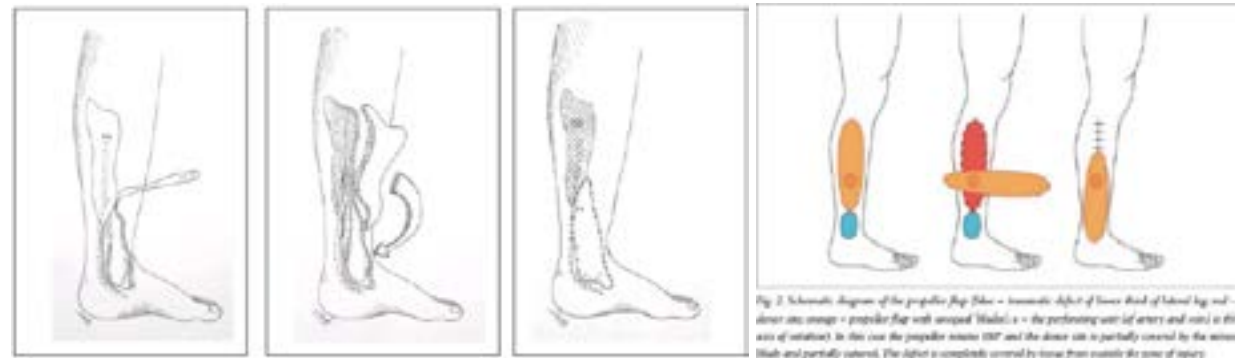 Fig. 2. Schematic diagram of the propeller flap (blue = traumatic defect of lower third of lateral leg; red =
donor site; orange = propeller flap with unequal blades; x = the perforating unit (of artery and vein) is the
axis of rotation). In this case the propeller rotates 180° and the donor site is partially covered by the minor
blade and partially sutured. The defect is completely covered by tissue from outside the zone of injury.